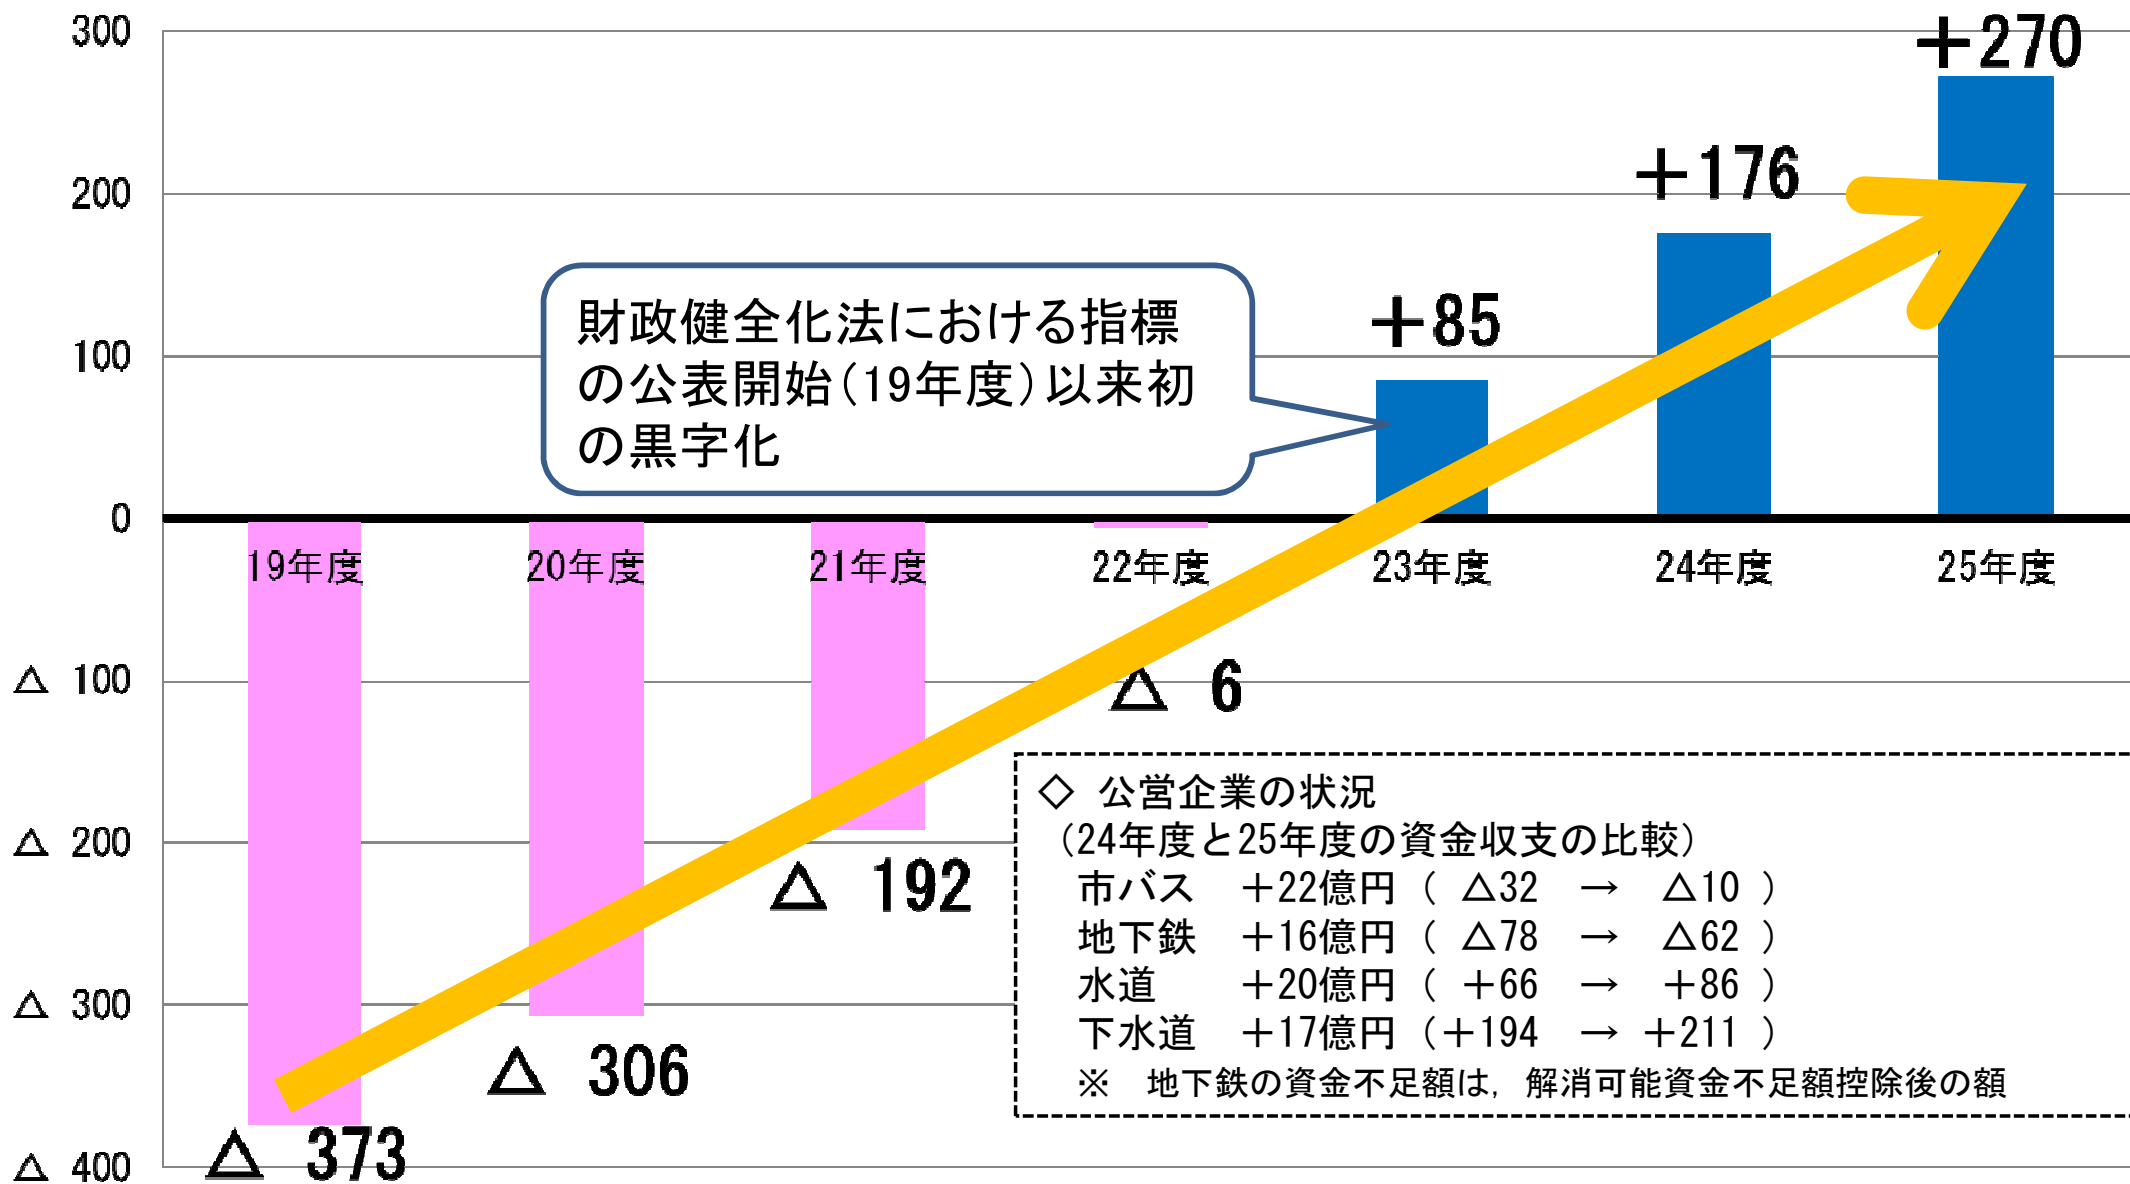 300
200
100
0
△ 100
△ 200
△ 300
△ 400
＋270
＋176
＋85
財政健全化法における指標
の公表開始（19年度）以来初
の黒字化
19年度
20年度
21年度
22年度
23年度
24年度
25年度
△ 6
△ 192
△ 306
△ 373
◇ 公営企業の状況
（24年度と25年度の資金収支の比較）
市バス ＋22億円（ △32 → △10 ）
地下鉄 ＋16億円（ △78 → △62 ）
水道 ＋20億円（ ＋66 → ＋86 ）
下水道 ＋17億円（＋194 → ＋211 ）
※ 地下鉄の資金不足額は，解消可能資金不足額控除後の額